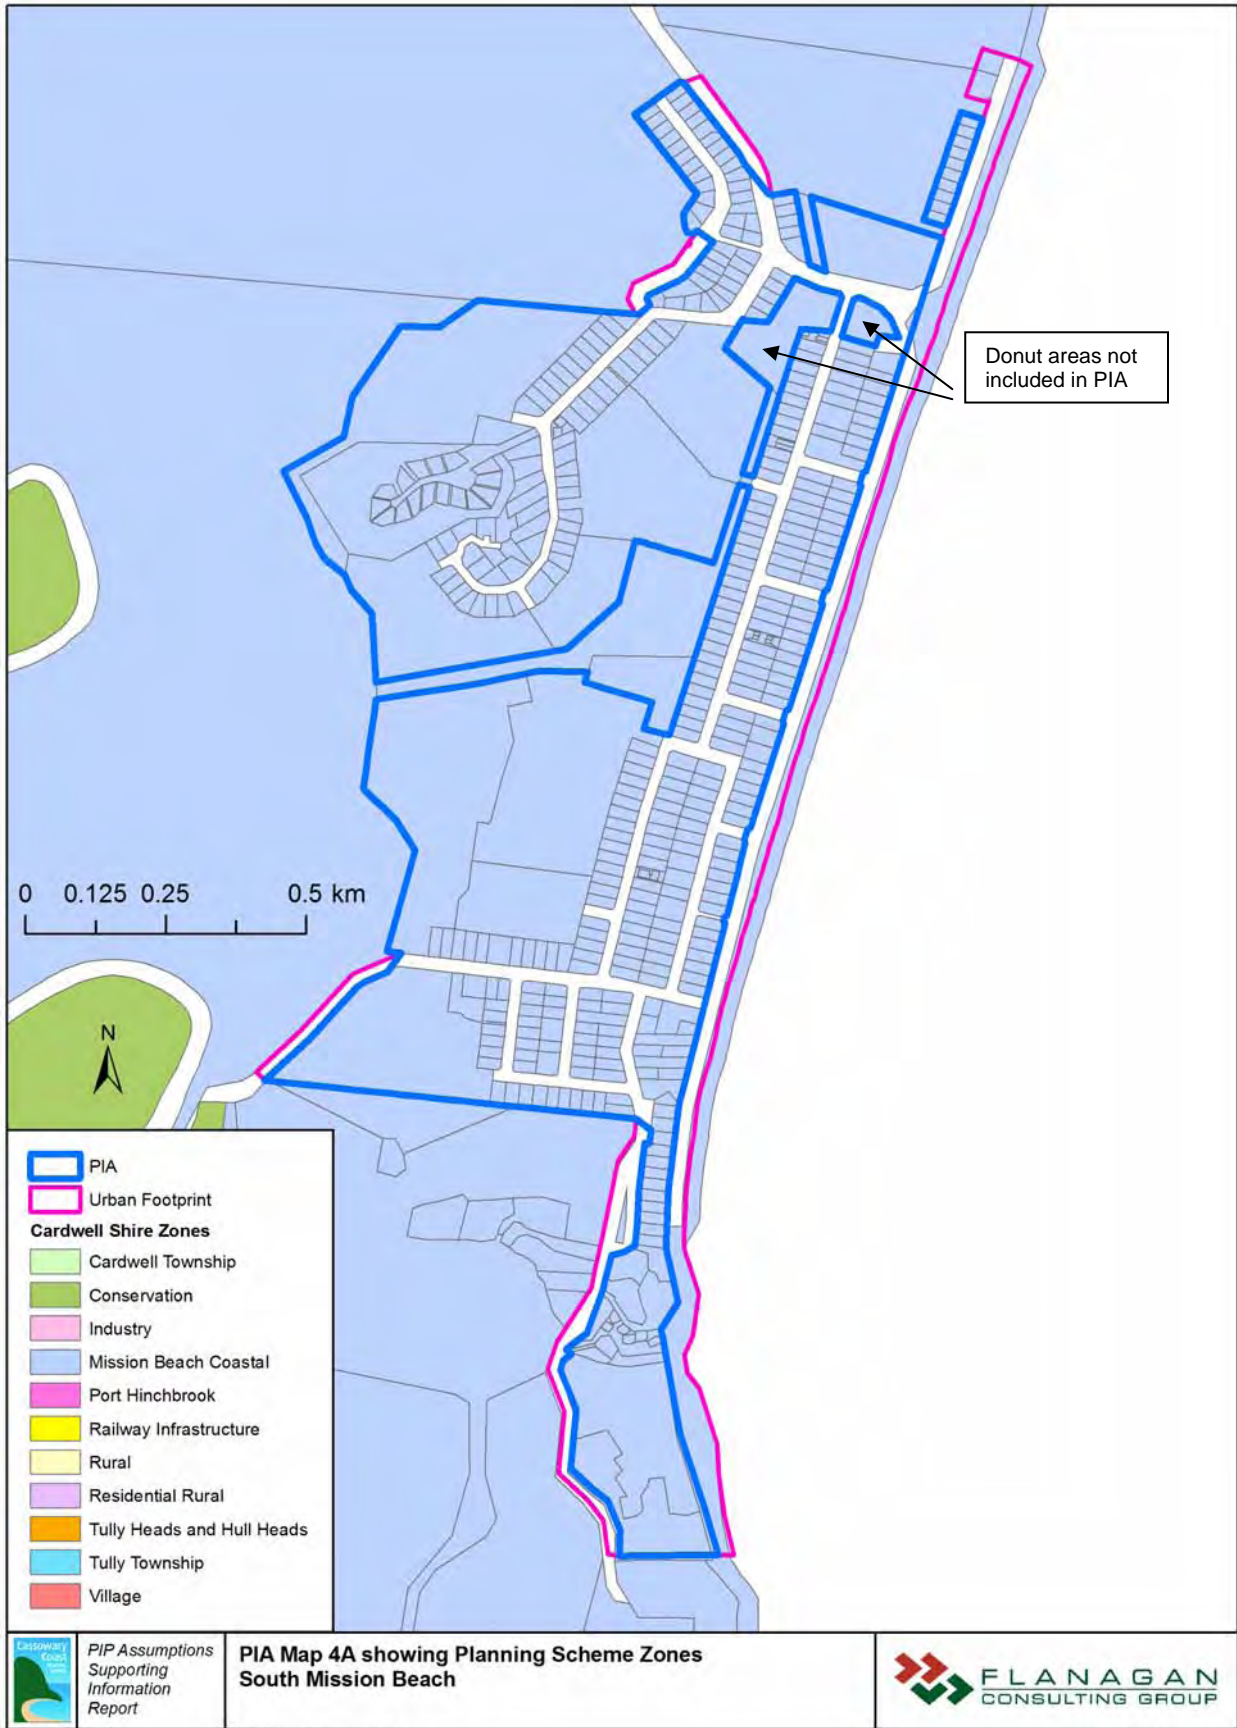 Donut areas not
included in PIA
0 0.125 0.25 0.5 km
N
PIA
Urban Footprint
Cardwell Shire Zones
Cardwell Township
Conservation
Industry
Mission Beach Coastal
Port Hinchbrook
Railway Infrastructure
Rural
Residential Rural
Tully Heads and Hull Heads
Tully Township
Village
Cassowary
Coast
PIP Assumptions
Supporting
Information
Report
PIA Map 4A showing Planning Scheme Zones
South Mission Beach
FLANAGAN
CONSULTING GROUP